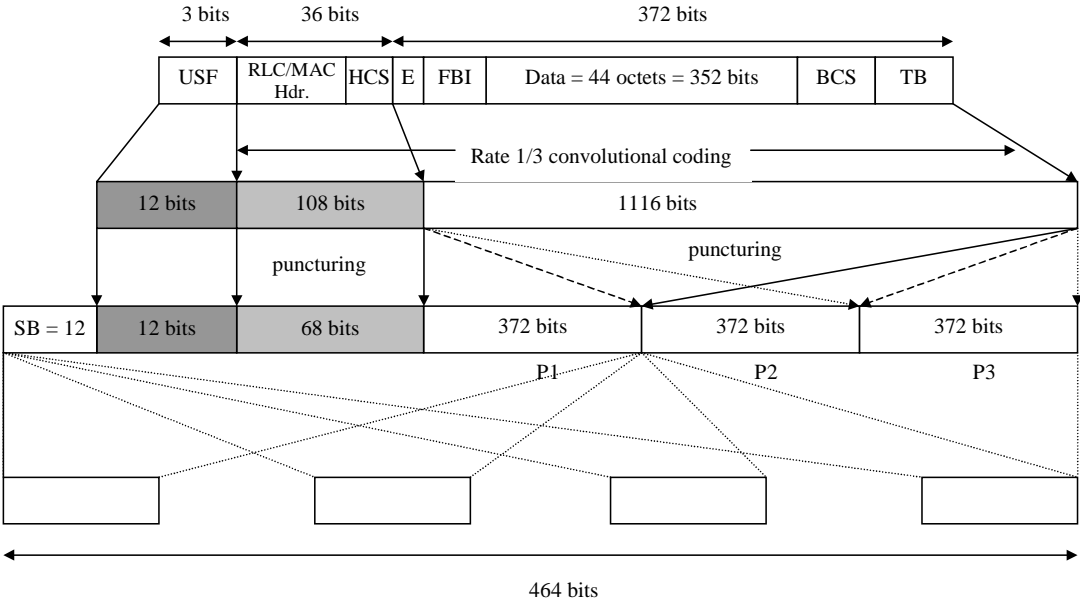 3 bits 36 bits 372 bits
USF RLC/MAC Hdr. HCS E FBI Data = 44 octets = 352 bits BCS TB
Rate 1/3 convolutional coding
12 bits 108 bits 1116 bits
puncturing puncturing
SB = 12 12 bits 68 bits 372 bits 372 bits 372 bits
P1 P2 P3
464 bits